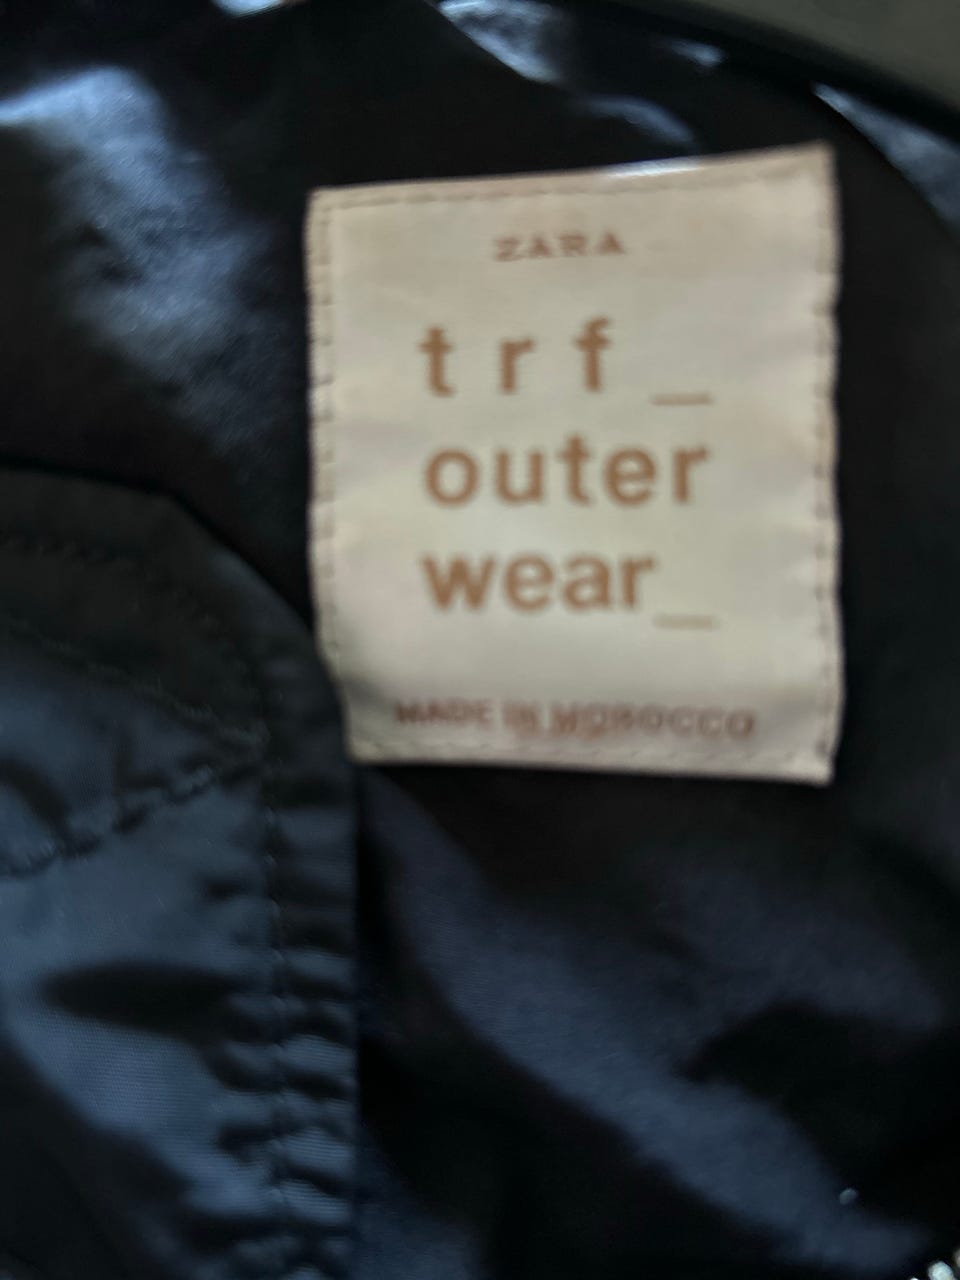 ZARA
trf_
outer
wear_
MADE IN MOROCCO